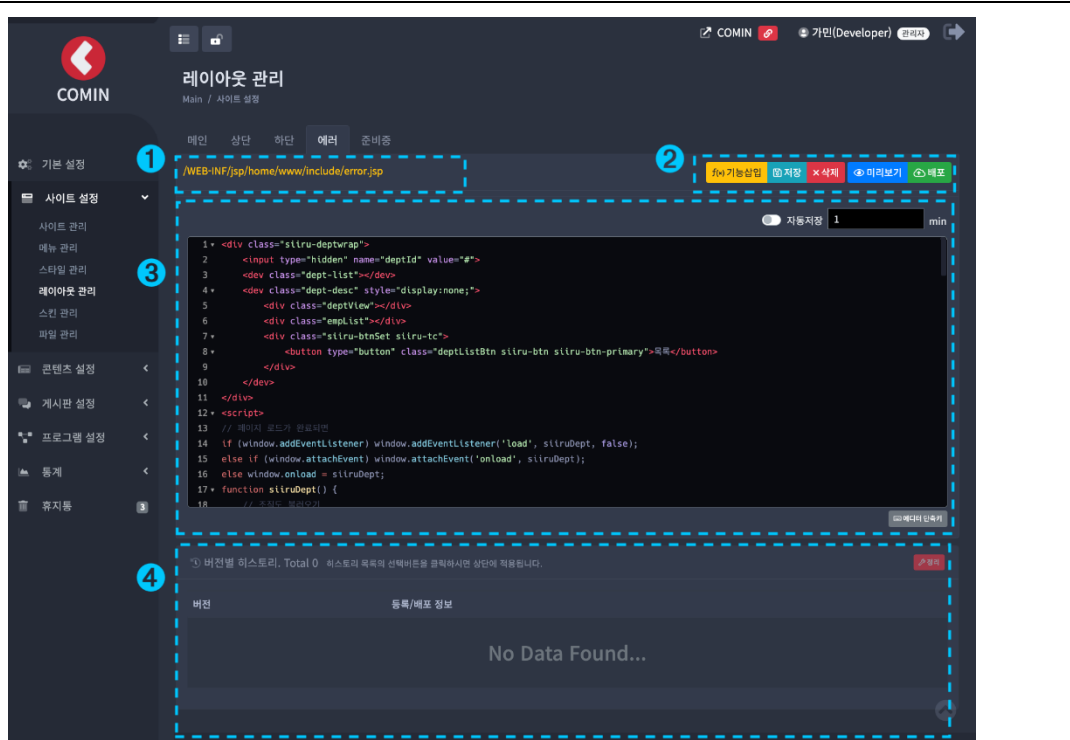 COMIN
COMIN
가민(Developer) 관리자
레이아웃 관리
Main / 사이트 설정
메인 상단 하단 에러 준비중
기본 설정
사이트 설정
사이트 관리
메뉴 관리
스타일 관리
레이아웃 관리
스킨 관리
파일 관리
콘텐츠 설정
게시판 설정
프로그램 설정
통계
휴지통 3
1
/WEB-INF/jsp/home/www/include/error.jsp
2
f(x) 기능삽입 저장 ×삭제 미리보기 배포
3
자동저장 1 min
1 <div class="siiru-deptwrap">
2 <input type="hidden" name="deptId" value="#">
3 <dev class="dept-list"></dev>
4 <dev class="dept-desc" style="display:none;">
5 <div class="deptView"></div>
6 <div class="empList"></div>
7 <div class="siiru-btnSet siiru-tc">
8 <button type="button" class="deptListBtn siiru-btn siiru-btn-primary">목록</button>
9 </div>
10 </dev>
11 </div>
12 <script>
13 // 페이지 로드가 완료되면
14 if (window.addEventListener) window.addEventListener('load', siiruDept, false);
15 else if (window.attachEvent) window.attachEvent('onload', siiruDept);
16 else window.onload = siiruDept;
17 function siiruDept() {
18 // 조직도 불러오기
에디터 단축키
4
버전별 히스토리. Total 0 히스토리 목록의 선택버튼을 클릭하시면 상단에 적용됩니다.
정리
버전 등록/배포 정보
No Data Found...